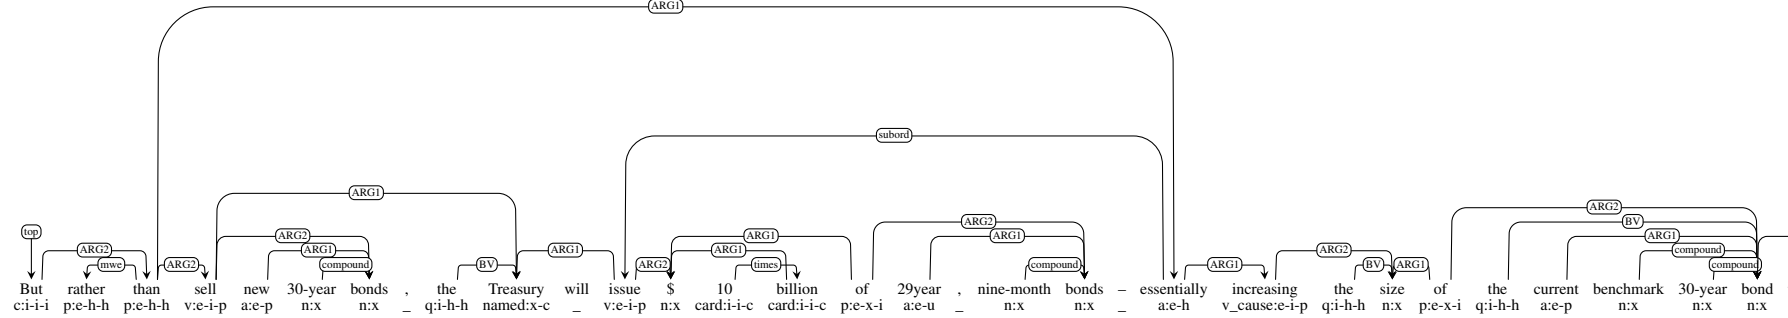 ARG1
subord
ARG1
ARG2
top ARG2 ARG1 ARG2 BV
ARG2 ARG1 ARG1 ARG1 ARG2 ARG1
mwe ARG1 ARG1 compound
ARG2 compound BV ARG2 times compound ARG1 BV ARG1 compound
But rather than sell new 30-year bonds , the Treasury will issue $ 10 billion of 29year , nine-month bonds – essentially increasing the size of the current benchmark 30-year bond
c:i-i-i p:e-h-h p:e-h-h v:e-i-p a:e-p n:x n:x _ q:i-h-h named:x-c _ v:e-i-p n:x card:i-i-c card:i-i-c p:e-x-i a:e-u _ n:x n:x _ a:e-h v_cause:e-i-p q:i-h-h n:x p:e-x-i q:i-h-h a:e-p n:x n:x n:x